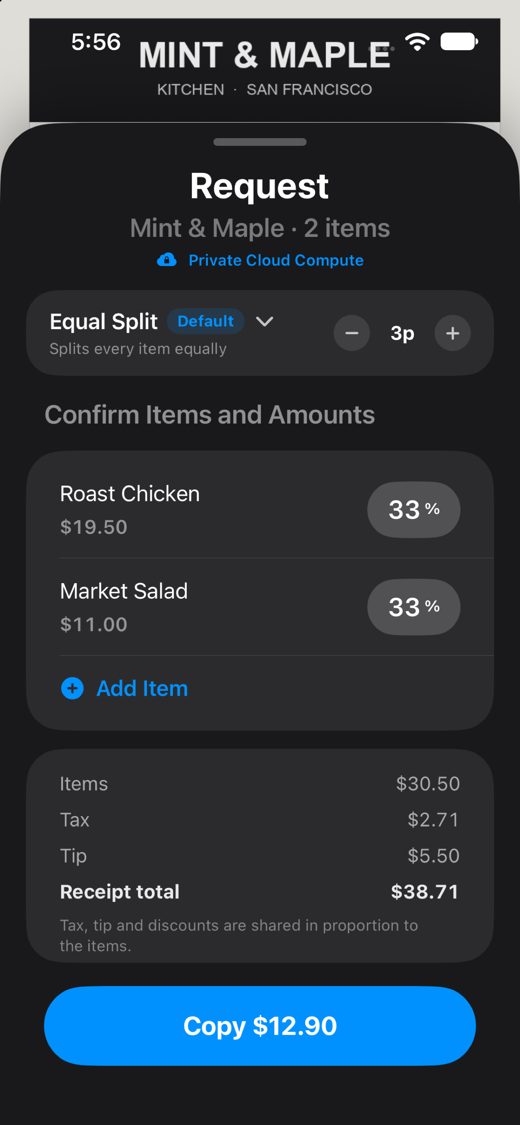 5:56
MINT & MAPLE
KITCHEN · SAN FRANCISCO
Request
Mint & Maple · 2 items
Private Cloud Compute
Equal Split Default
Splits every item equally
3p
Confirm Items and Amounts
Roast Chicken
33 %
$19.50
Market Salad
33 %
$11.00
Add Item
Items $30.50
Tax $2.71
Tip $5.50
Receipt total $38.71
Tax, tip and discounts are shared in proportion to
the items.
Copy $12.90